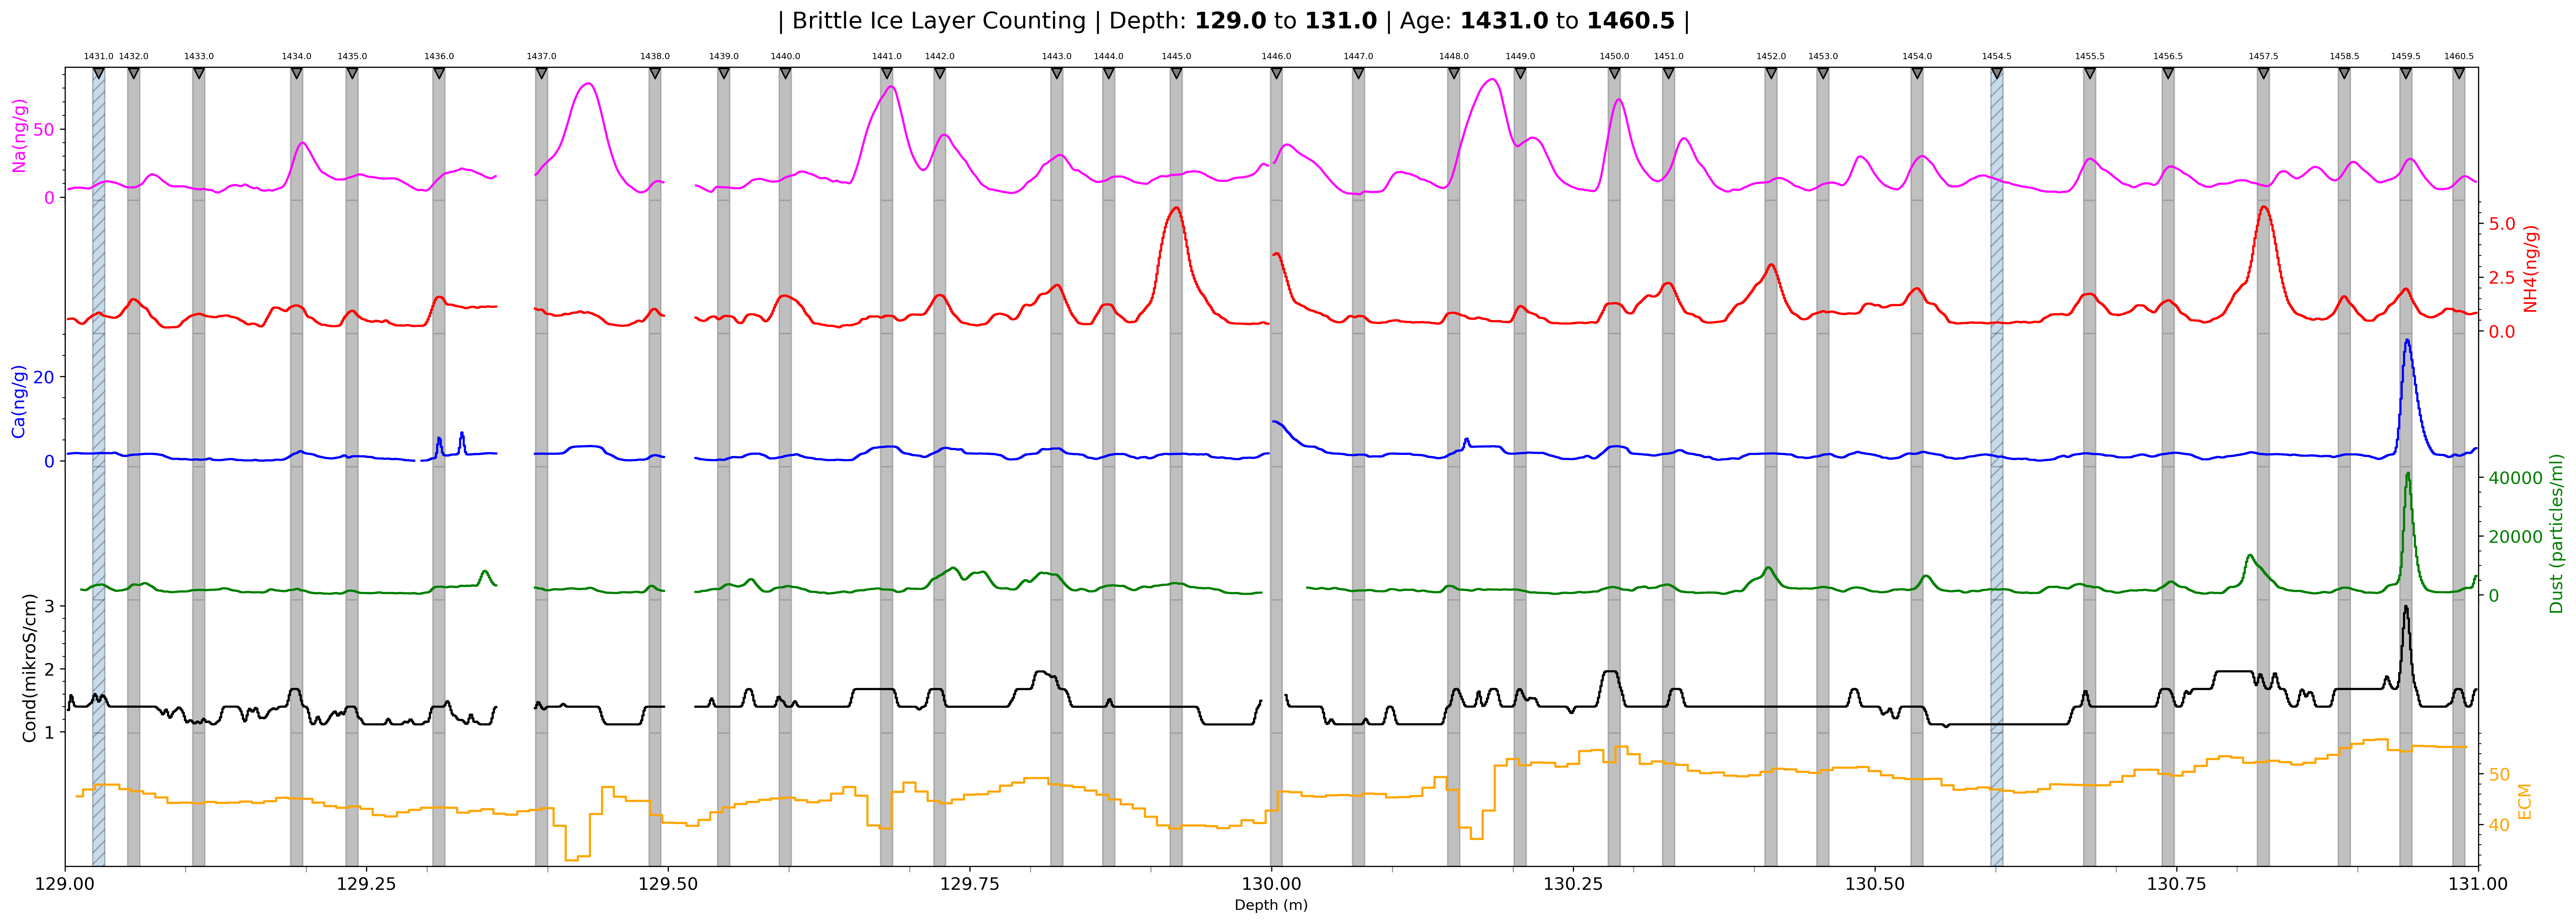 | Brittle Ice Layer Counting | Depth: 129.0 to 131.0 | Age: 1431.0 to 1460.5 |
1431.0 1432.0 1433.0 1434.0 1435.0 1436.0 1437.0 1438.0 1439.0 1440.0 1441.0 1442.0 1443.0 1444.0 1445.0 1446.0 1447.0 1448.0 1449.0 1450.0 1451.0 1452.0 1453.0 1454.0 1454.5 1455.5 1456.5 1457.5 1458.5 1459.5 1460.5
Na(ng/g)
50
0
NH4(ng/g)
5.0
2.5
0.0
Ca(ng/g)
20
0
Dust (particles/ml)
40000
20000
0
Cond(mikroS/cm)
3
2
1
ECM
50
40
129.00 129.25 129.50 129.75 130.00 130.25 130.50 130.75 131.00
Depth (m)